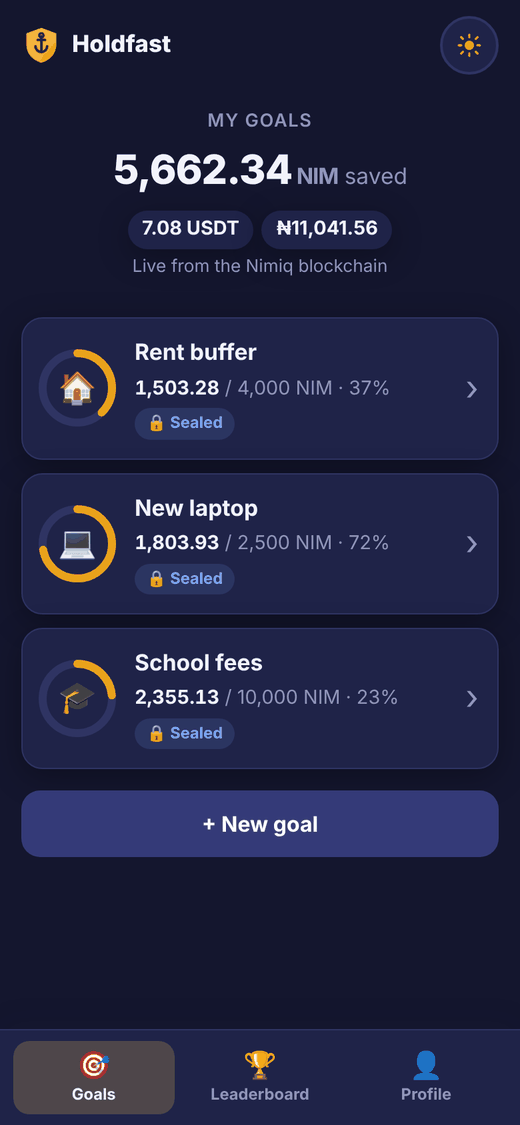 Holdfast
MY GOALS
5,662.34 NIM saved
7.08 USDT ₦11,041.56
Live from the Nimiq blockchain
Rent buffer
1,503.28 / 4,000 NIM · 37%
🔒 Sealed
New laptop
1,803.93 / 2,500 NIM · 72%
🔒 Sealed
School fees
2,355.13 / 10,000 NIM · 23%
🔒 Sealed
+ New goal
Goals Leaderboard Profile